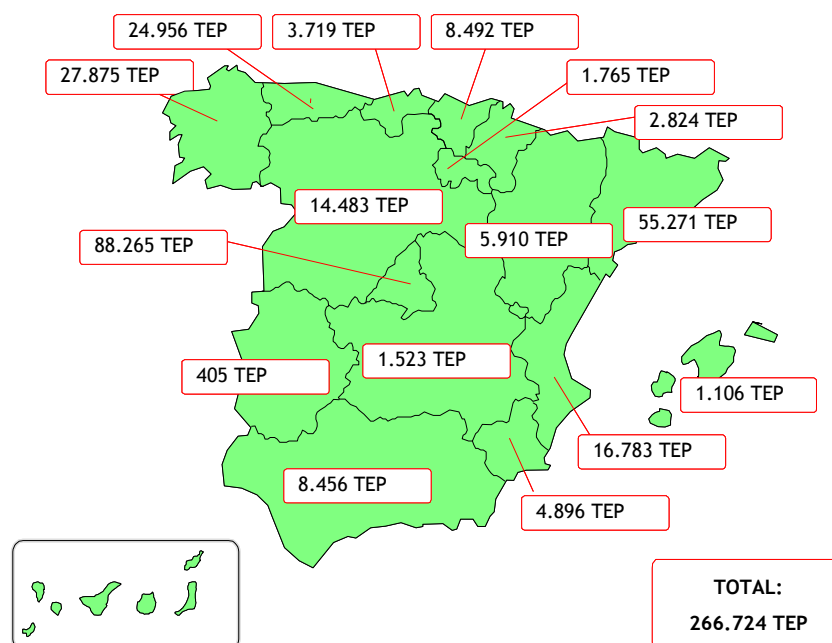 24.956 TEP
3.719 TEP
8.492 TEP
27.875 TEP
1.765 TEP
2.824 TEP
14.483 TEP
55.271 TEP
88.265 TEP
5.910 TEP
405 TEP
1.523 TEP
1.106 TEP
16.783 TEP
8.456 TEP
4.896 TEP
TOTAL:
266.724 TEP